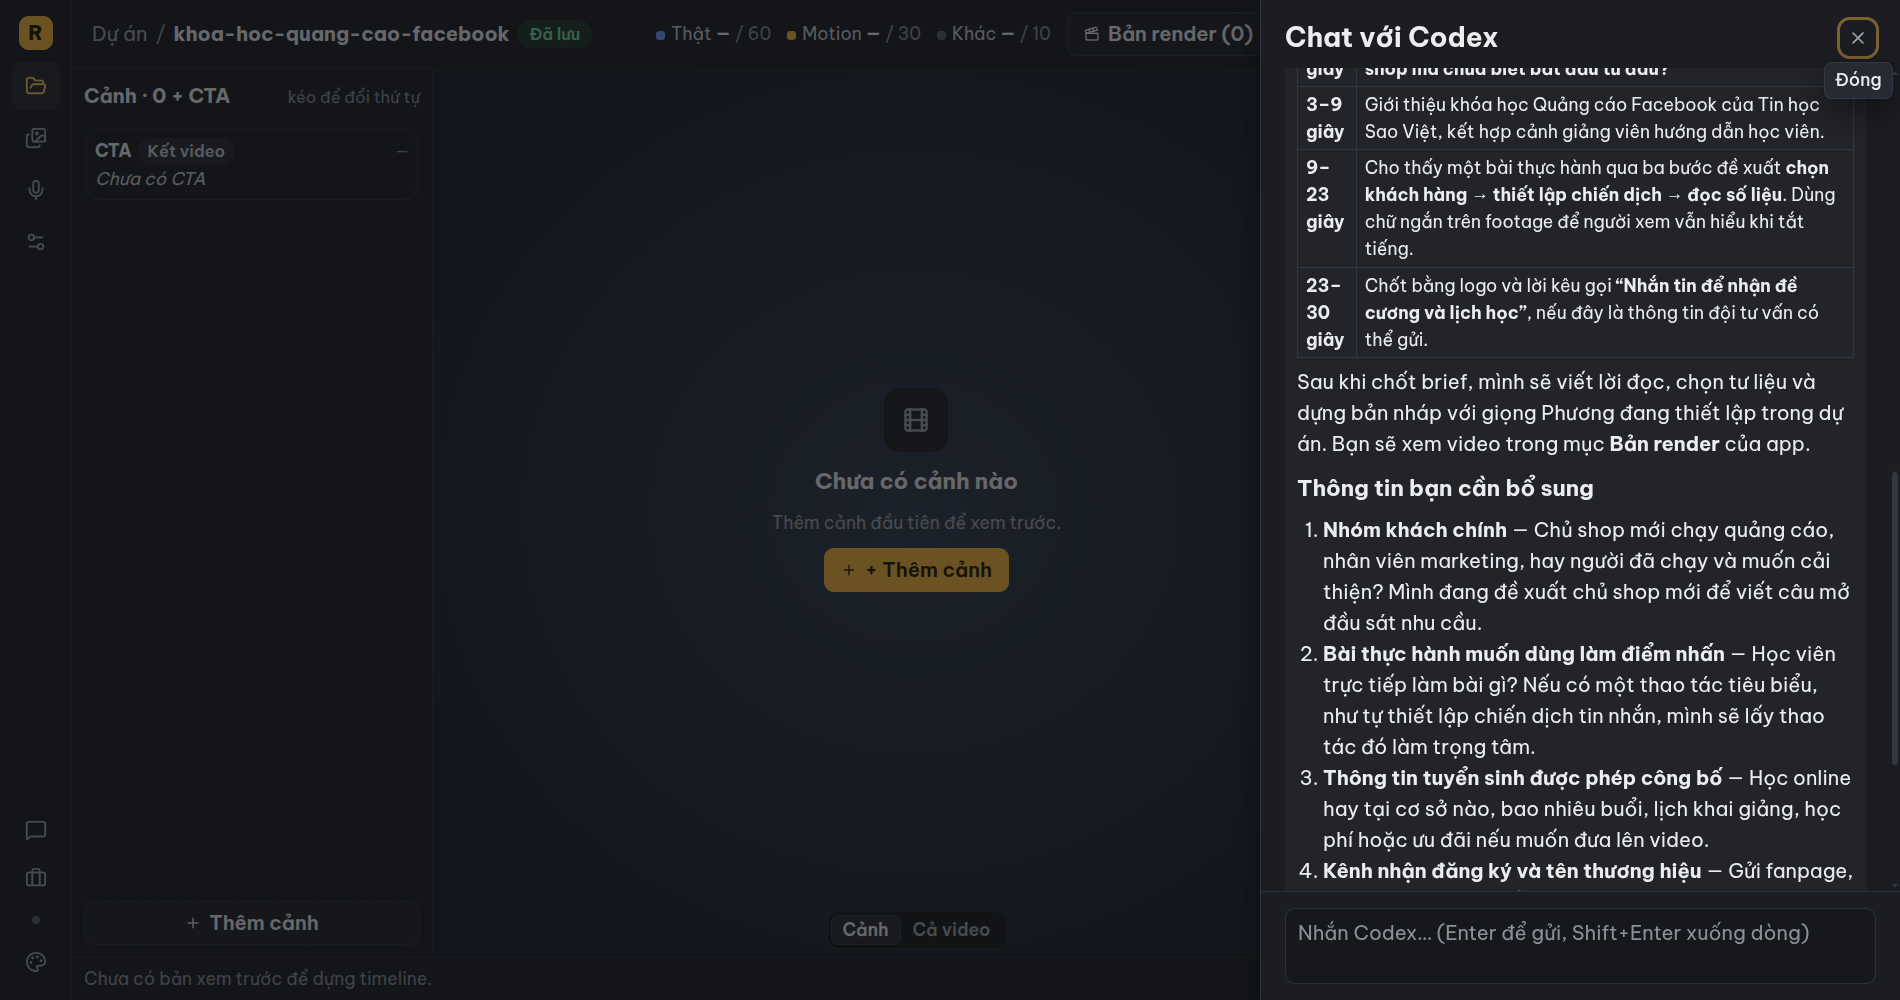 R
Dự án / khoa-hoc-quang-cao-facebook Đã lưu
Thật — / 60 Motion — / 30 Khác — / 10 Bản render (0)
Cảnh · 0 + CTA kéo để đổi thứ tự
CTA Kết video —
Chưa có CTA
Chưa có cảnh nào
Thêm cảnh đầu tiên để xem trước.
+ + Thêm cảnh
+ Thêm cảnh
Cảnh Cả video
Chưa có bản xem trước để dựng timeline.
Chat với Codex
Đóng
giây shop mà chưa biết bắt đầu từ đâu?
3–9 Giới thiệu khóa học Quảng cáo Facebook của Tin học
giây Sao Việt, kết hợp cảnh giảng viên hướng dẫn học viên.
9– Cho thấy một bài thực hành qua ba bước đề xuất chọn
23 khách hàng → thiết lập chiến dịch → đọc số liệu. Dùng
giây chữ ngắn trên footage để người xem vẫn hiểu khi tắt
tiếng.
23– Chốt bằng logo và lời kêu gọi “Nhắn tin để nhận đề
30 cương và lịch học”, nếu đây là thông tin đội tư vấn có
giây thể gửi.
Sau khi chốt brief, mình sẽ viết lời đọc, chọn tư liệu và
dựng bản nháp với giọng Phương đang thiết lập trong dự
án. Bạn sẽ xem video trong mục Bản render của app.
Thông tin bạn cần bổ sung
1. Nhóm khách chính — Chủ shop mới chạy quảng cáo,
nhân viên marketing, hay người đã chạy và muốn cải
thiện? Mình đang đề xuất chủ shop mới để viết câu mở
đầu sát nhu cầu.
2. Bài thực hành muốn dùng làm điểm nhấn — Học viên
trực tiếp làm bài gì? Nếu có một thao tác tiêu biểu,
như tự thiết lập chiến dịch tin nhắn, mình sẽ lấy thao
tác đó làm trọng tâm.
3. Thông tin tuyển sinh được phép công bố — Học online
hay tại cơ sở nào, bao nhiêu buổi, lịch khai giảng, học
phí hoặc ưu đãi nếu muốn đưa lên video.
4. Kênh nhận đăng ký và tên thương hiệu — Gửi fanpage,
Nhắn Codex... (Enter để gửi, Shift+Enter xuống dòng)